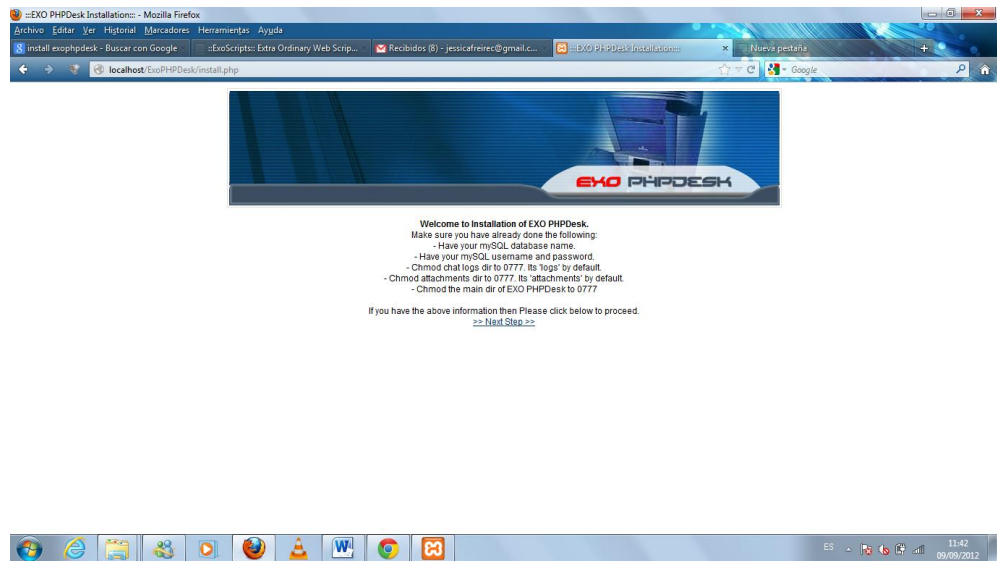 :::EXO PHPDesk Installation::: - Mozilla Firefox
Archivo Editar Ver Historial Marcadores Herramientas Ayuda
install exophpdesk - Buscar con Google
::ExoScripts:: Extra Ordinary Web Scrip...
Recibidos (8) - jessicafreirec@gmail.c...
:::EXO PHPDesk Installation:::
Nueva pestaña
localhost/ExoPHPDesk/install.php
Google
EXO PHPDESK
Welcome to Installation of EXO PHPDesk.
Make sure you have already done the following:
- Have your mySQL database name.
- Have your mySQL username and password.
- Chmod chat logs dir to 0777. Its 'logs' by default.
- Chmod attachments dir to 0777. Its 'attachments' by default.
- Chmod the main dir of EXO PHPDesk to 0777
If you have the above information then Please click below to proceed.
>> Next Step >>
ES
11:42
09/09/2012